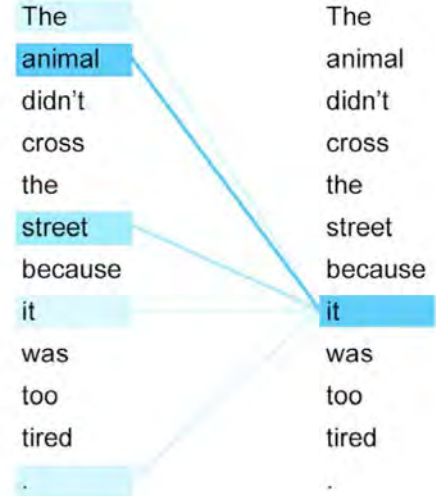 The
animal
didn't
cross
the
street
because
it
was
too
tired
.
The
animal
didn't
cross
the
street
because
it
was
too
tired
.